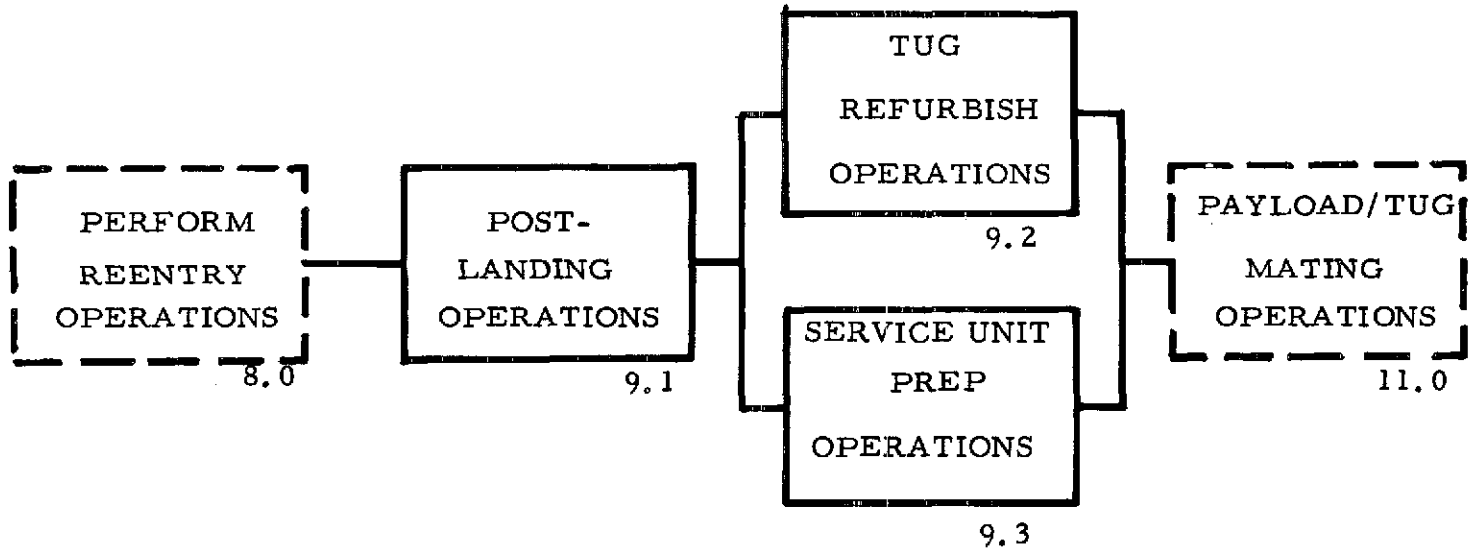 PERFORM
REENTRY
OPERATIONS
8.0
POST-
LANDING
OPERATIONS
9.1
TUG
REFURBISH
OPERATIONS
9.2
SERVICE UNIT
PREP
OPERATIONS
9.3
PAYLOAD/TUG
MATING
OPERATIONS
11.0